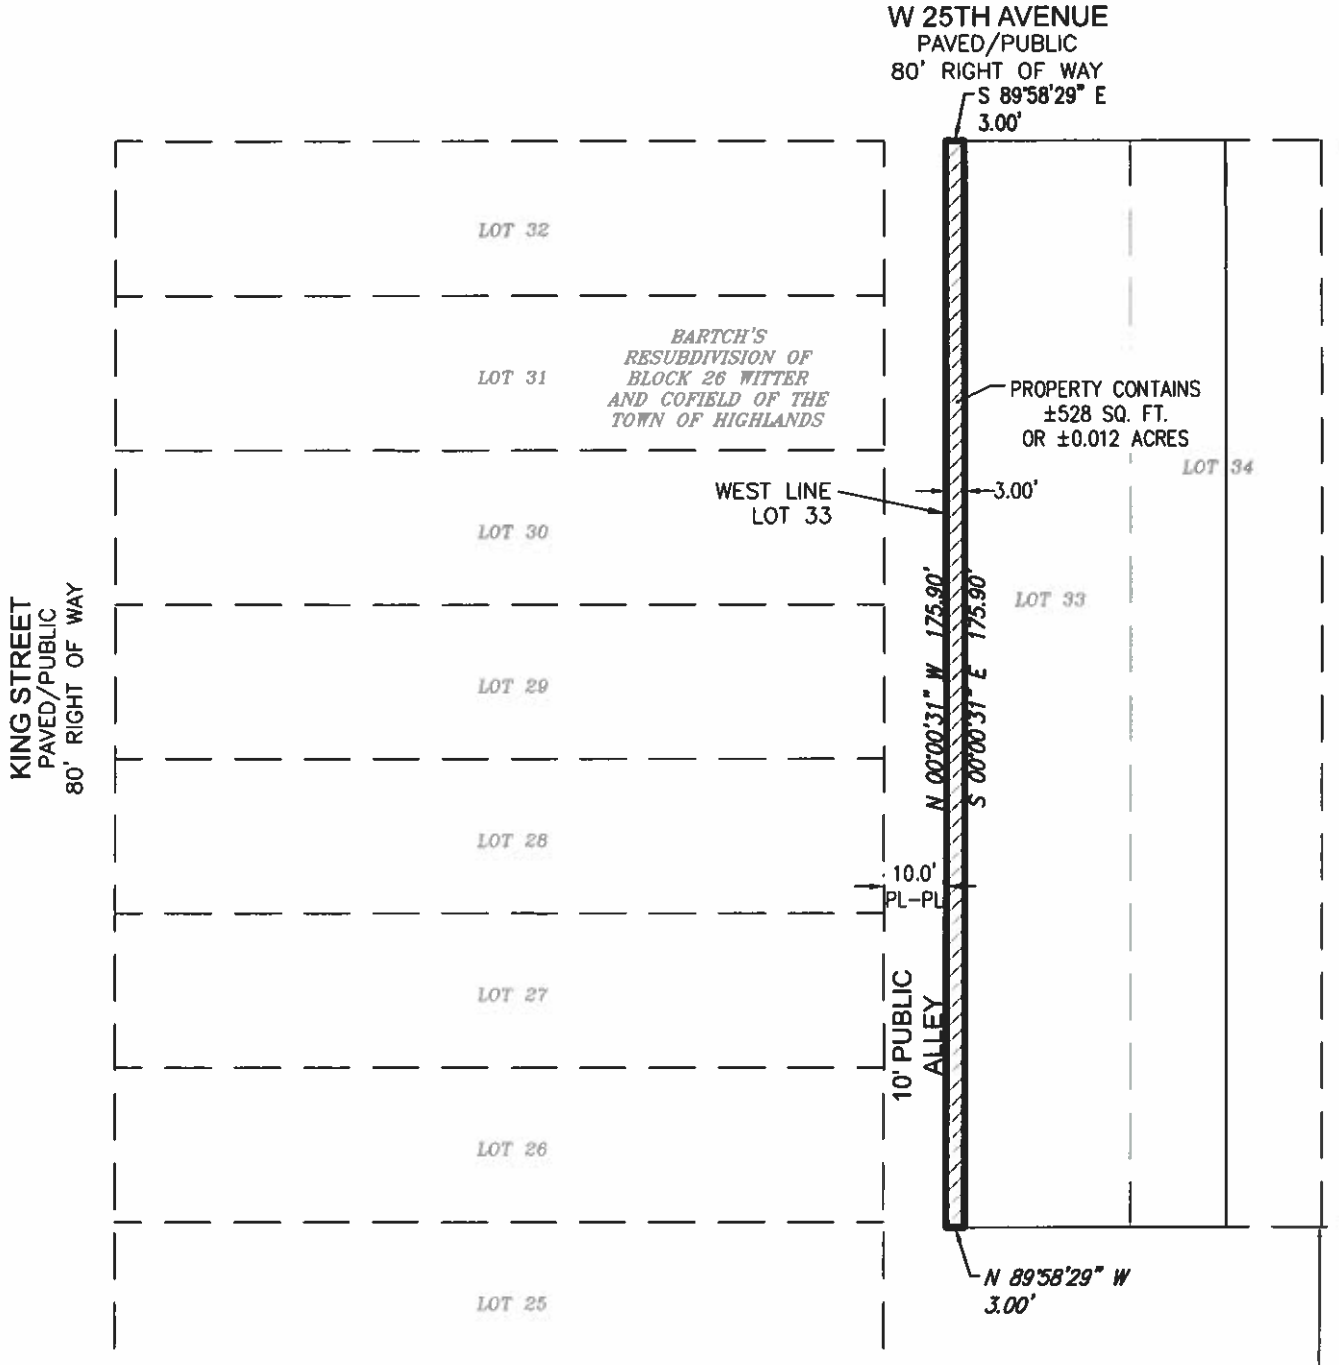 W 25TH AVENUE
PAVED/PUBLIC
80' RIGHT OF WAY
S 89°58'29" E
3.00'
LOT 32
BARTCH'S
RESUBDIVISION OF
BLOCK 26 WITTER
AND COFIELD OF THE
TOWN OF HIGHLANDS
LOT 31
PROPERTY CONTAINS
±528 SQ. FT.
OR ±0.012 ACRES
LOT 34
WEST LINE
LOT 33
3.00'
LOT 30
KING STREET
PAVED/PUBLIC
80' RIGHT OF WAY
N 00°00'31" W 175.90'
S 00°00'31" E 175.90'
LOT 33
LOT 29
LOT 28
10.0'
PL-PL
LOT 27
10' PUBLIC
ALLEY
LOT 26
N 89°58'29" W
3.00'
LOT 25